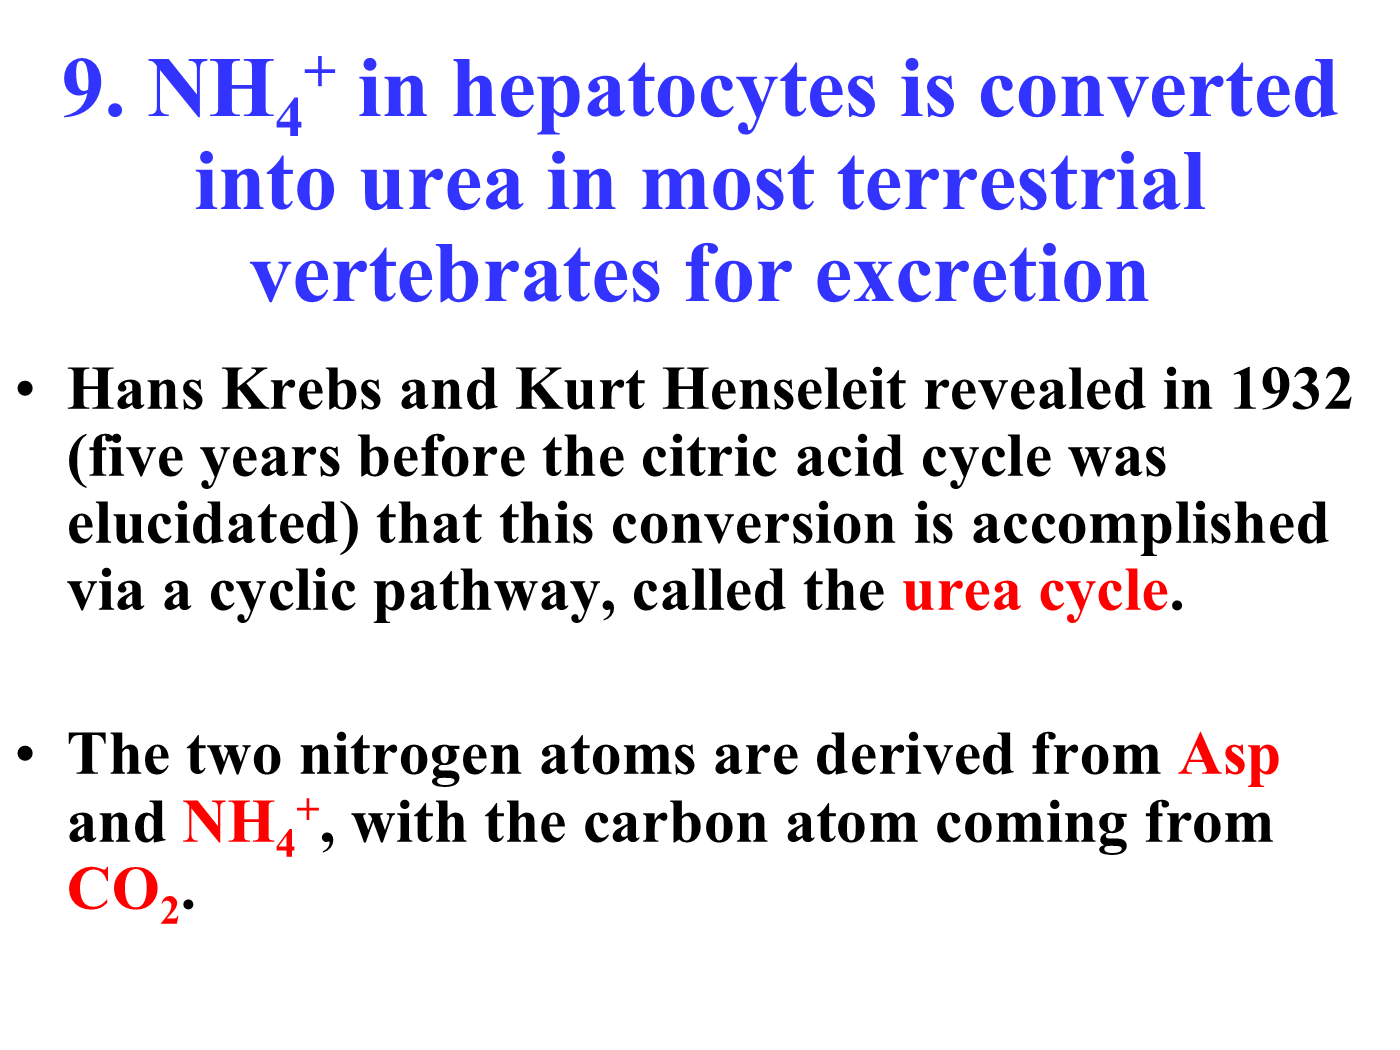 9. NH₄⁺ in hepatocytes is converted
into urea in most terrestrial
vertebrates for excretion
• Hans Krebs and Kurt Henseleit revealed in 1932
(five years before the citric acid cycle was
elucidated) that this conversion is accomplished
via a cyclic pathway, called the urea cycle.
• The two nitrogen atoms are derived from Asp
and NH₄⁺, with the carbon atom coming from
CO₂.